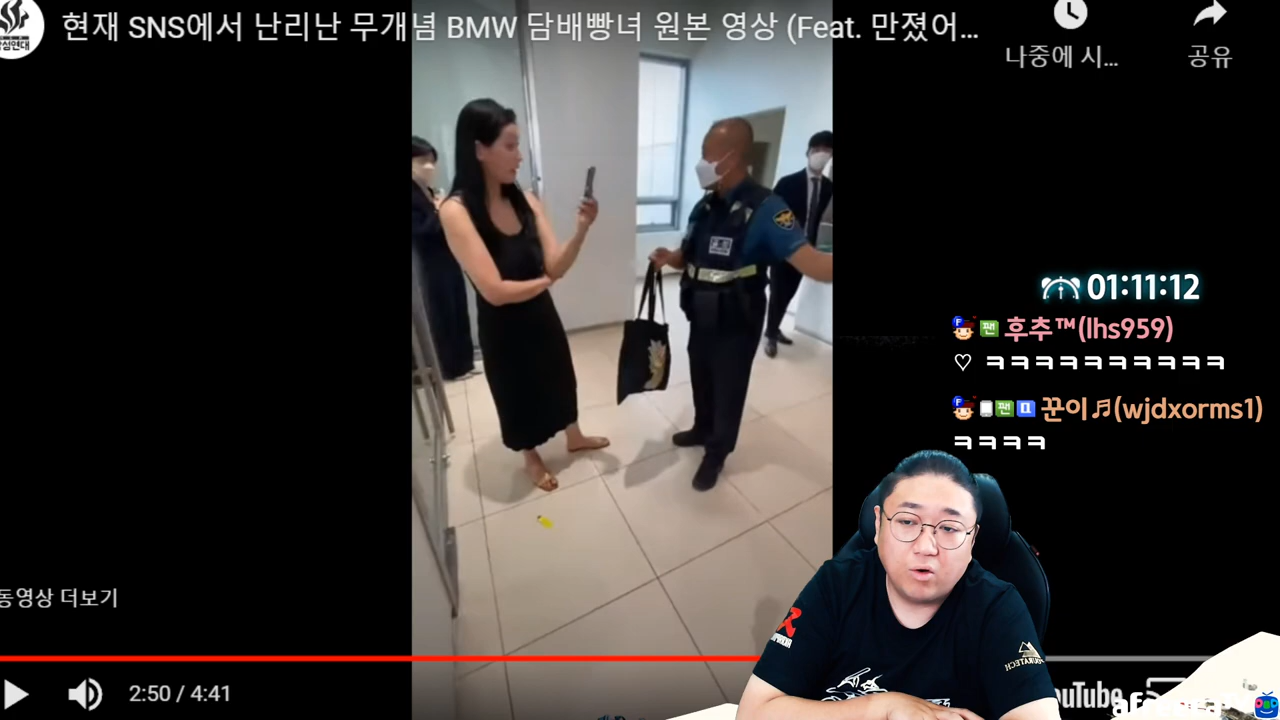 현재 SNS에서 난리난 무개념 BMW 담배빵녀 원본 영상 (Feat. 만졌어...
나중에 시...
공유
01:11:12
후추™(lhs959)
♡ ㅋㅋㅋㅋㅋㅋㅋㅋㅋㅋ
꾼이♬(wjdxorms1)
ㅋㅋㅋㅋ
동영상 더보기
2:50 / 4:41